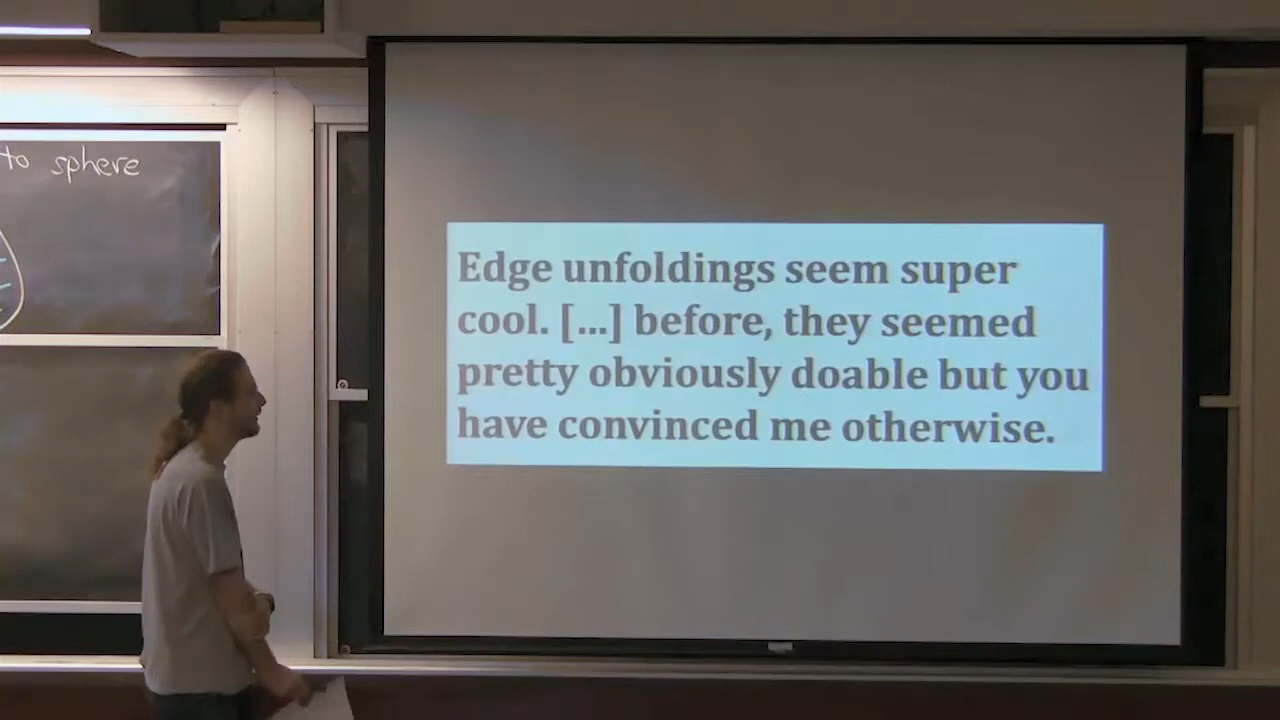 to sphere
Edge unfoldings seem super
cool. [...] before, they seemed
pretty obviously doable but you
have convinced me otherwise.